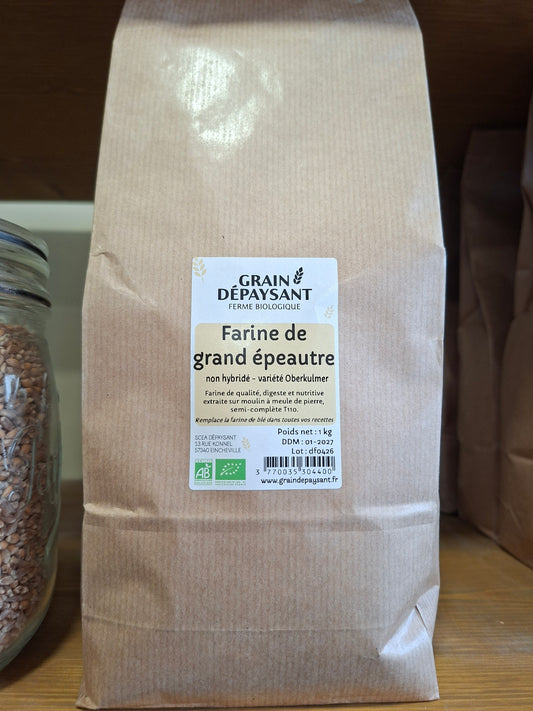 GRAIN
DÉPAYSANT
FERME BIOLOGIQUE
Farine de
grand épeautre
non hybridé - variété Oberkulmer
Farine de qualité, digeste et nutritive
extraite sur moulin à meule de pierre,
semi-complète T110.
Remplace la farine de blé dans toutes vos recettes
Poids net : 1 kg
DDM : 01-2027
Lot : df0426
SCEA DÉPAYSANT
53 RUE KONNEL
57340 EINCHEVILLE
AB
3 770035 304400
www.graindepaysant.fr